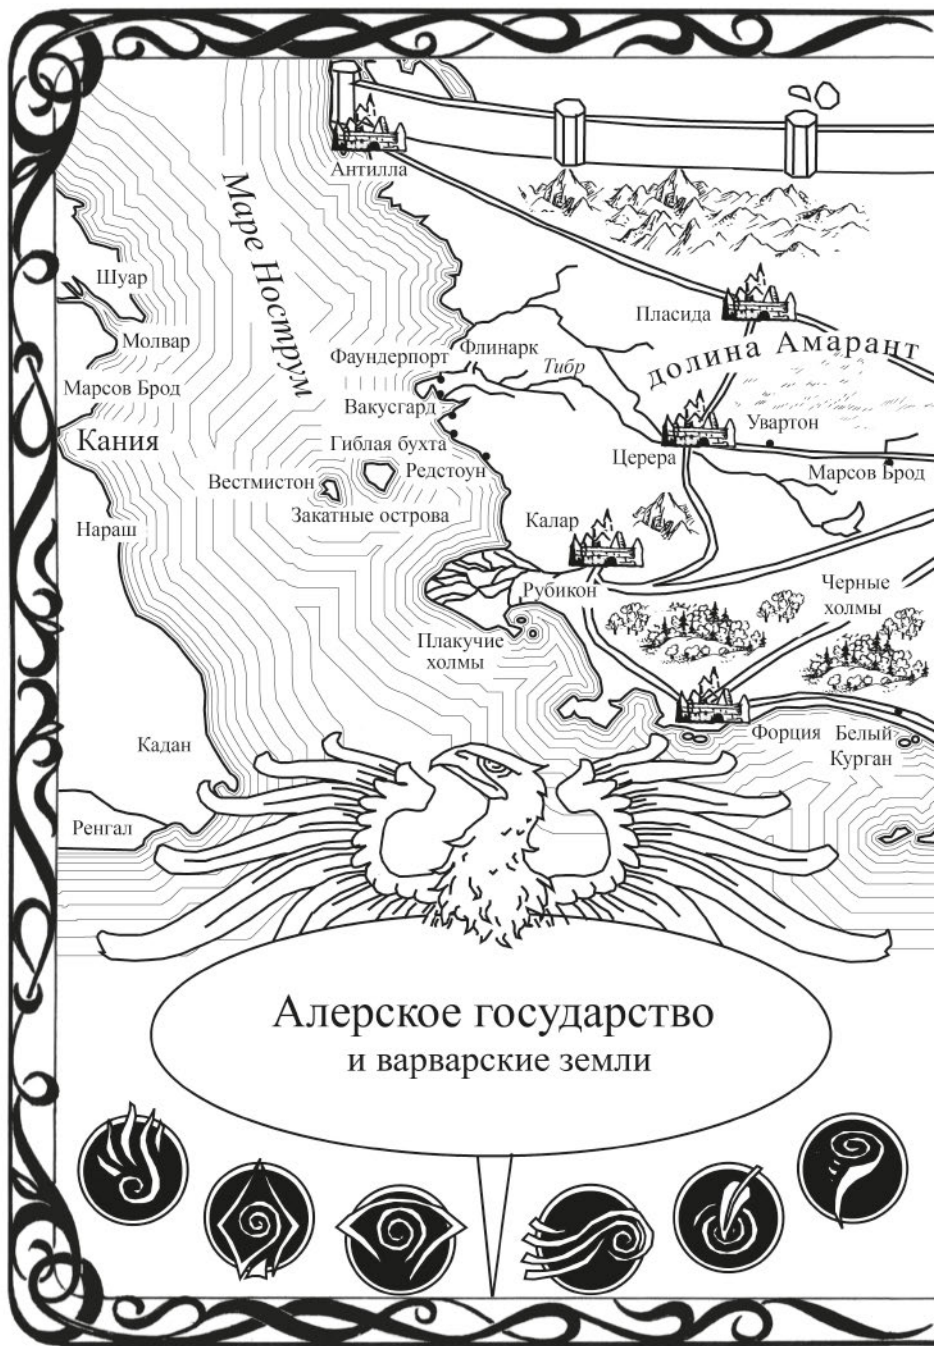 Антилла
Маре Нострум
Шуар
Пласида
Молвар
Фаундерпорт
Флинарк
Тибр
долина Амарант
Марсов Брод
Вакусгард
Увартон
Кания
Гиблая бухта
Церера
Марсов Брод
Вестмистон
Редстоун
Закатные острова
Нараш
Калар
Рубикон
Черные
холмы
Плакучие
холмы
Кадан
Форция
Белый
Курган
Ренгал
Алерское государство
и варварские земли